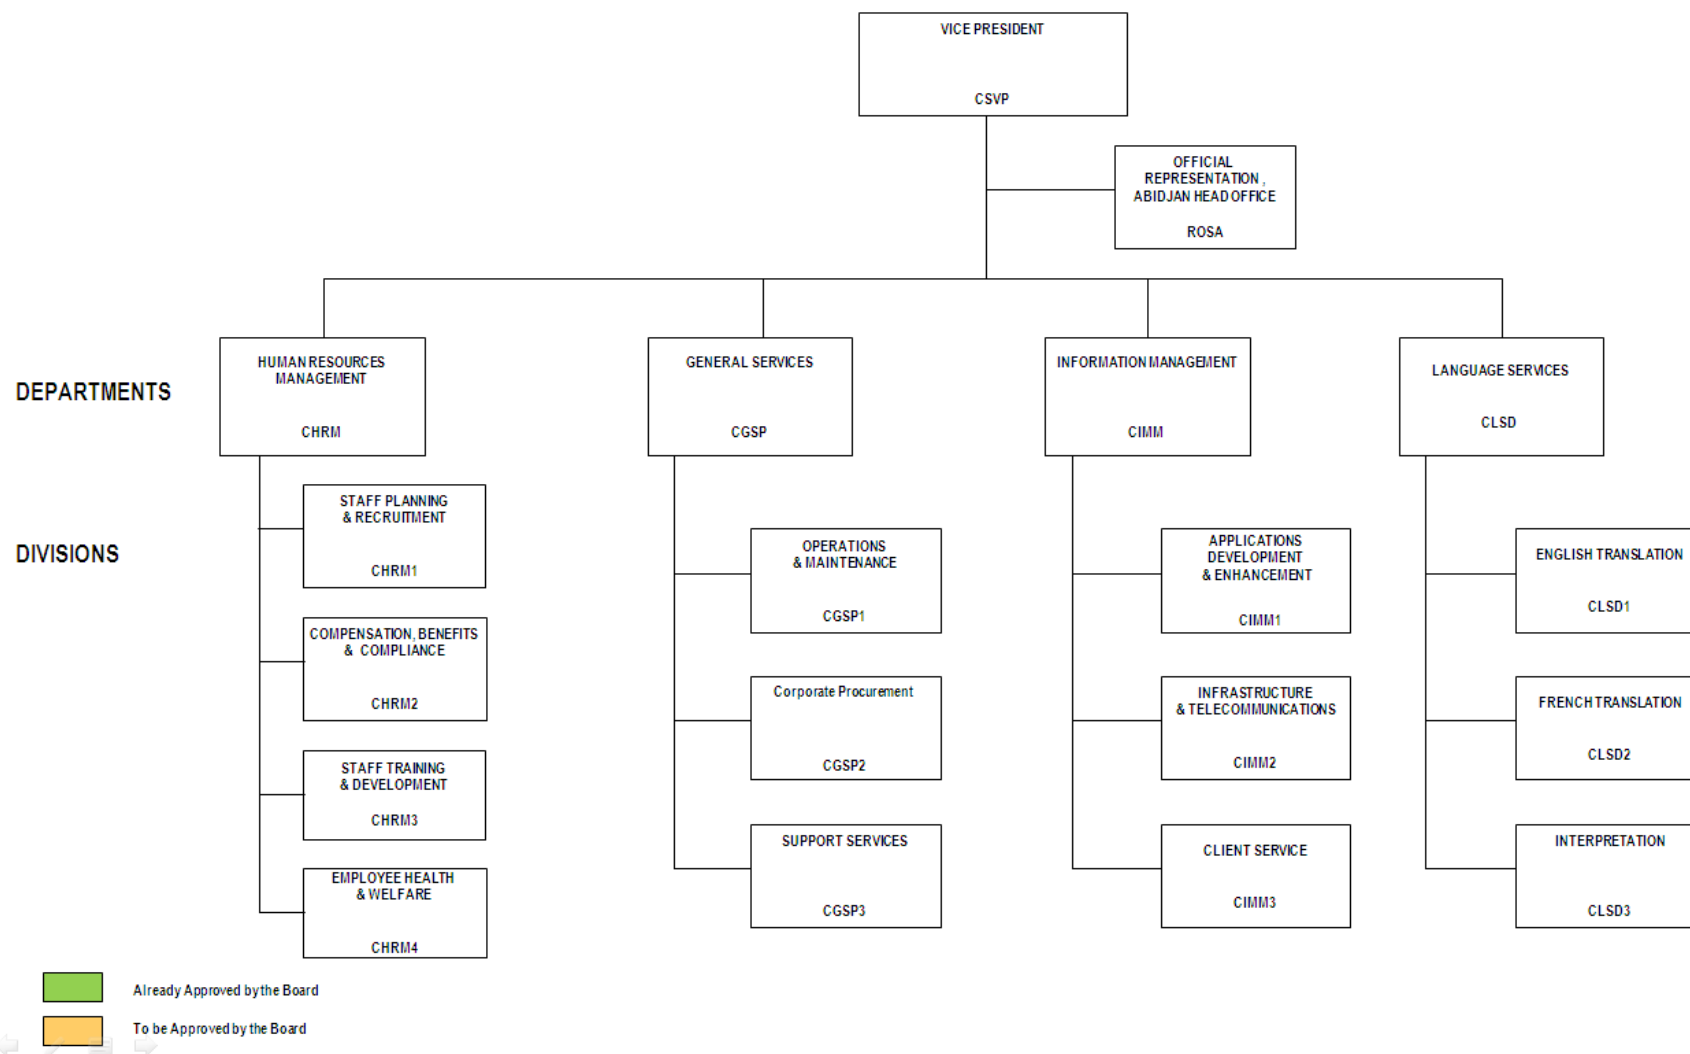 VICE PRESIDENT
CSVP
OFFICIAL
REPRESENTATION ,
ABIDJAN HEAD OFFICE
ROSA
DEPARTMENTS
HUMAN RESOURCES
MANAGEMENT
CHRM
GENERAL SERVICES
CGSP
INFORMATION MANAGEMENT
CIMM
LANGUAGE SERVICES
CLSD
DIVISIONS
STAFF PLANNING
& RECRUITMENT
CHRM1
COMPENSATION, BENEFITS
& COMPLIANCE
CHRM2
STAFF TRAINING
& DEVELOPMENT
CHRM3
EMPLOYEE HEALTH
& WELFARE
CHRM4
OPERATIONS
& MAINTENANCE
CGSP1
Corporate Procurement
CGSP2
SUPPORT SERVICES
CGSP3
APPLICATIONS
DEVELOPMENT
& ENHANCEMENT
CIMM1
INFRASTRUCTURE
& TELECOMMUNICATIONS
CIMM2
CLIENT SERVICE
CIMM3
ENGLISH TRANSLATION
CLSD1
FRENCH TRANSLATION
CLSD2
INTERPRETATION
CLSD3
Already Approved by the Board
To be Approved by the Board